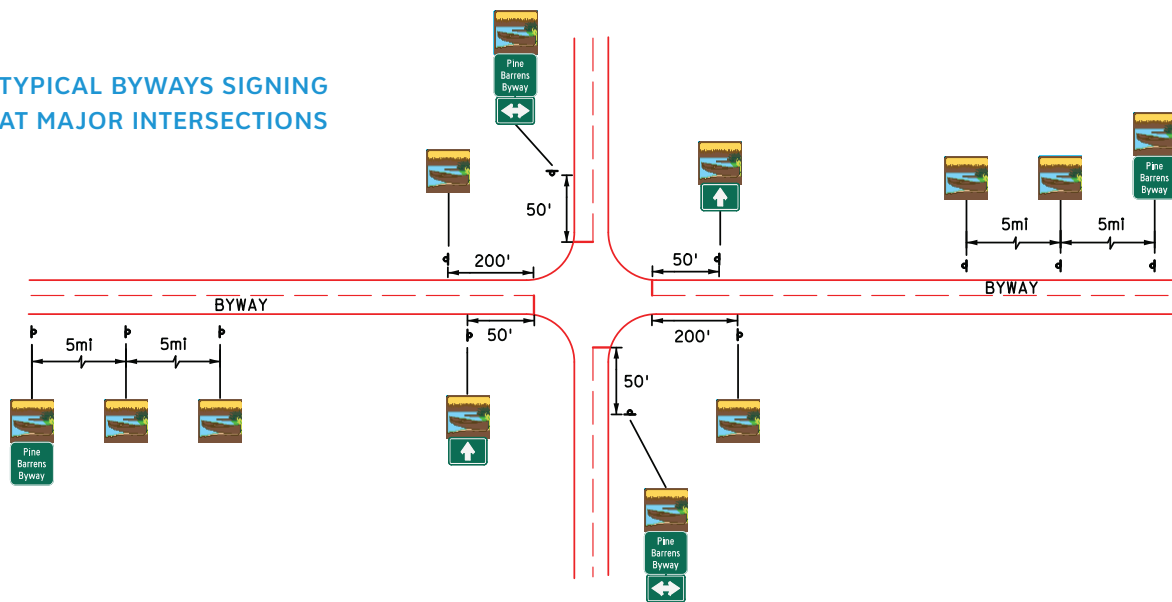 TYPICAL BYWAYS SIGNING
AT MAJOR INTERSECTIONS
Pine
Barrens
Byway
50'
200'
50'
5mi
5mi
Pine
Barrens
Byway
BYWAY
BYWAY
5mi
5mi
50'
200'
50'
Pine
Barrens
Byway
Pine
Barrens
Byway